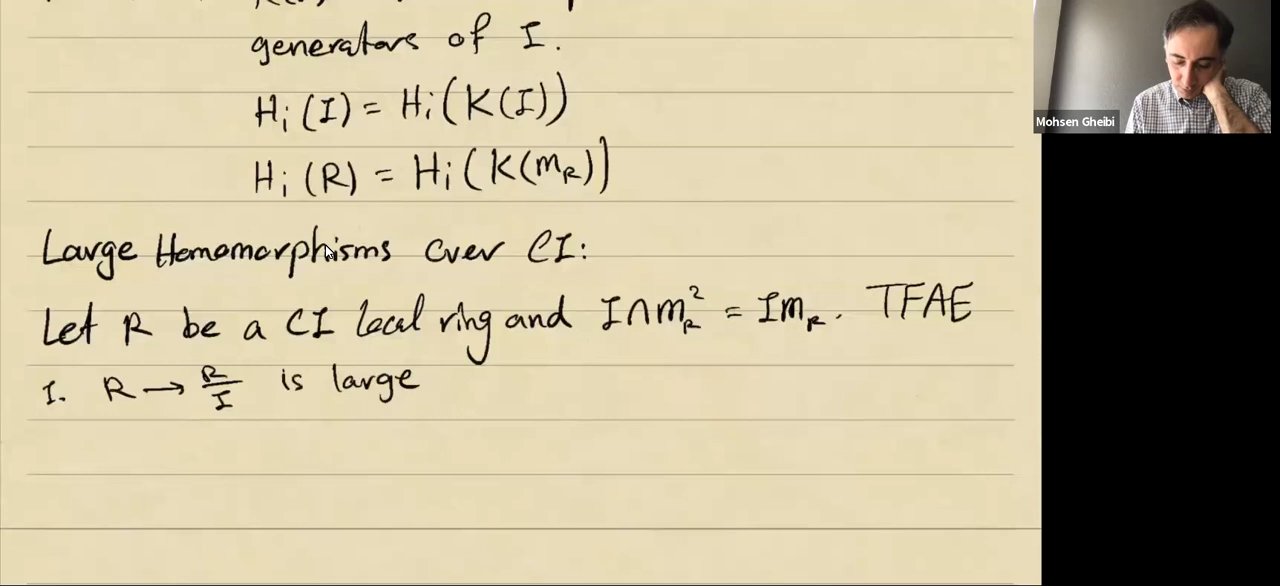 generators of I.
Hi (I) = Hi (K(I))
Hi (R) = Hi (K(mR))
Large Homomorphisms over CI:
Let R be a CI local ring and I∩mR² = ImR. TFAE
1. R → R/I is large
Mohsen Gheibi